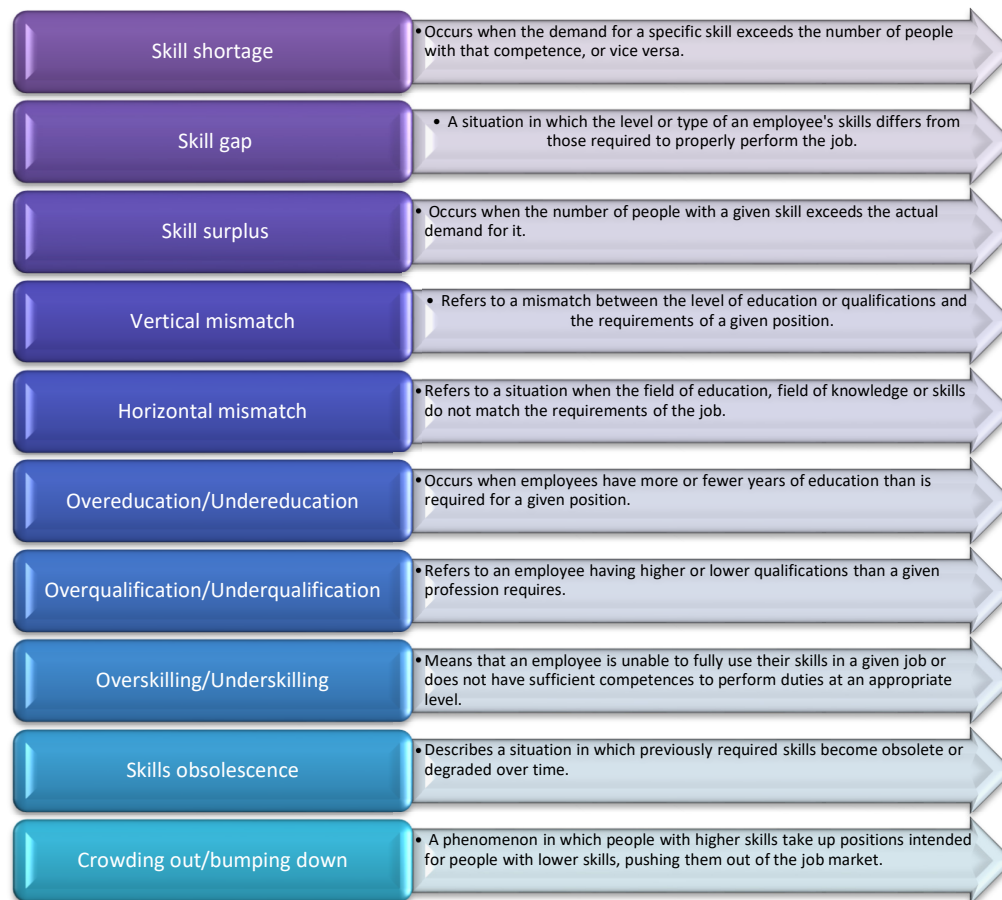 Skill shortage
•Occurs when the demand for a specific skill exceeds the number of people
with that competence, or vice versa.
Skill gap
• A situation in which the level or type of an employee's skills differs from
those required to properly perform the job.
Skill surplus
• Occurs when the number of people with a given skill exceeds the actual
demand for it.
Vertical mismatch
• Refers to a mismatch between the level of education or qualifications and
the requirements of a given position.
Horizontal mismatch
•Refers to a situation when the field of education, field of knowledge or skills
do not match the requirements of the job.
Overeducation/Undereducation
•Occurs when employees have more or fewer years of education than is
required for a given position.
Overqualification/Underqualification
•Refers to an employee having higher or lower qualifications than a given
profession requires.
Overskilling/Underskilling
•Means that an employee is unable to fully use their skills in a given job or
does not have sufficient competences to perform duties at an appropriate
level.
Skills obsolescence
•Describes a situation in which previously required skills become obsolete or
degraded over time.
Crowding out/bumping down
• A phenomenon in which people with higher skills take up positions intended
for people with lower skills, pushing them out of the job market.